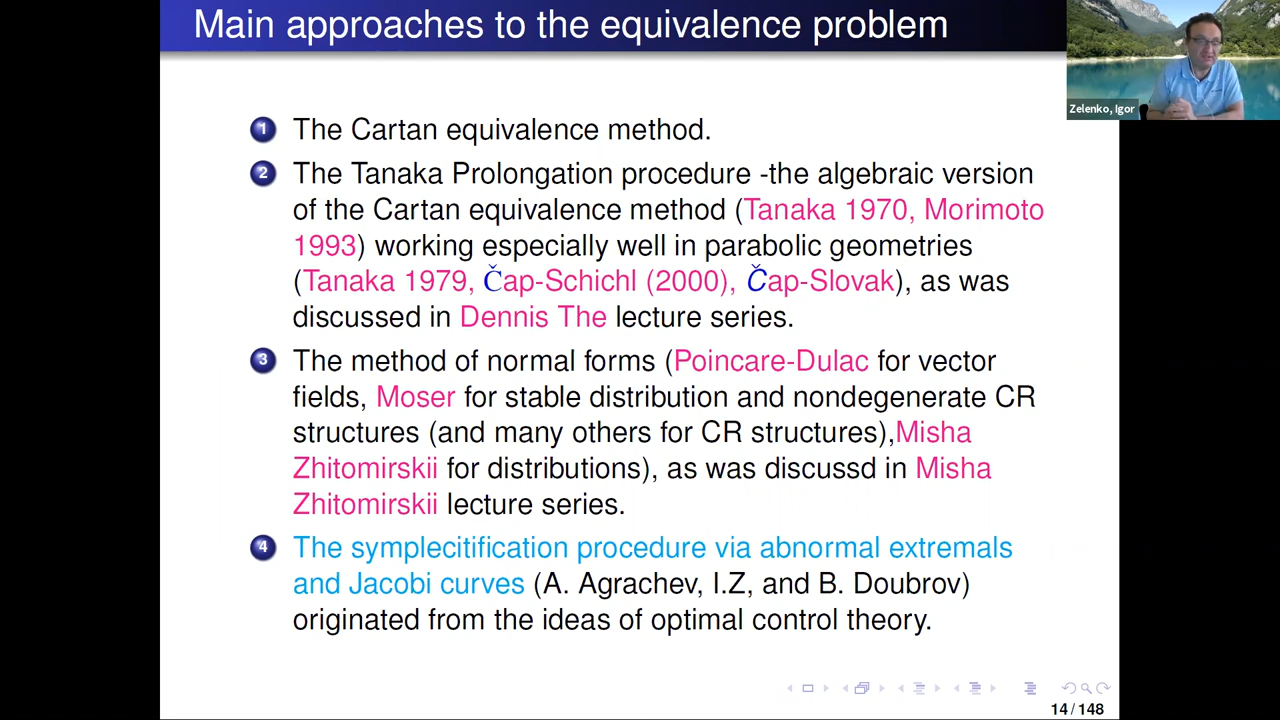 Main approaches to the equivalence problem
Zelenko, Igor
1 The Cartan equivalence method.
2 The Tanaka Prolongation procedure -the algebraic version
of the Cartan equivalence method (Tanaka 1970, Morimoto
1993) working especially well in parabolic geometries
(Tanaka 1979, Čap-Schichl (2000), Čap-Slovak), as was
discussed in Dennis The lecture series.
3 The method of normal forms (Poincare-Dulac for vector
fields, Moser for stable distribution and nondegenerate CR
structures (and many others for CR structures),Misha
Zhitomirskii for distributions), as was discussd in Misha
Zhitomirskii lecture series.
4 The symplecitification procedure via abnormal extremals
and Jacobi curves (A. Agrachev, I.Z, and B. Doubrov)
originated from the ideas of optimal control theory.
14 / 148